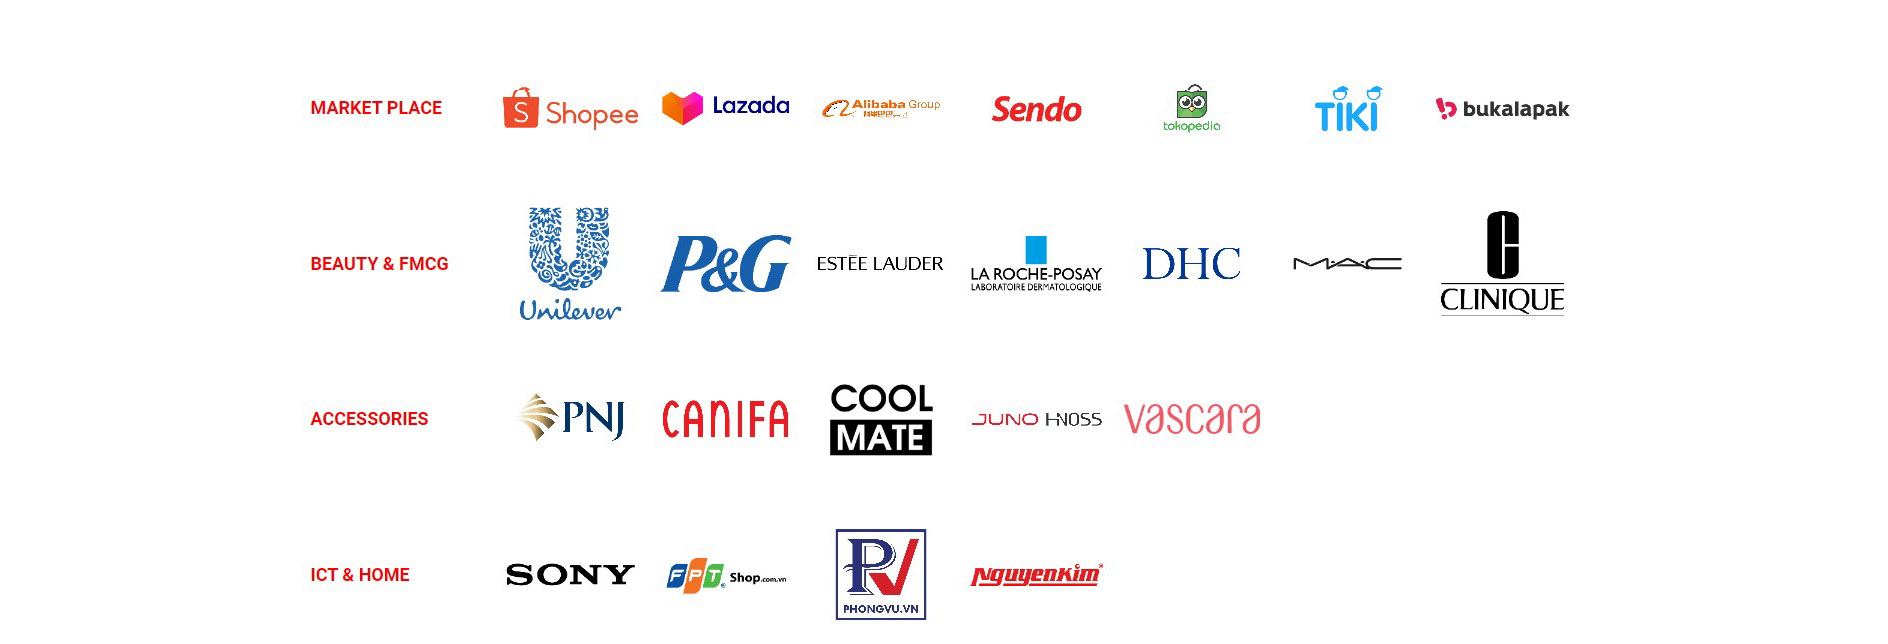 MARKET PLACE
S Shopee
Lazada
Alibaba Group
Sendo
tokopedia
TIKI
bukalapak
BEAUTY & FMCG
Unilever
P&G
ESTĒE LAUDER
LA ROCHE-POSAY
LABORATOIRE DERMATOLOGIQUE
DHC
M·A·C
C
CLINIQUE
ACCESSORIES
PNJ
CANIFA
COOL
MATE
JUNO HNOSS
VASCARA
ICT & HOME
SONY
FPT Shop.com.vn
PV
PHONGVU.VN
NguyenKim